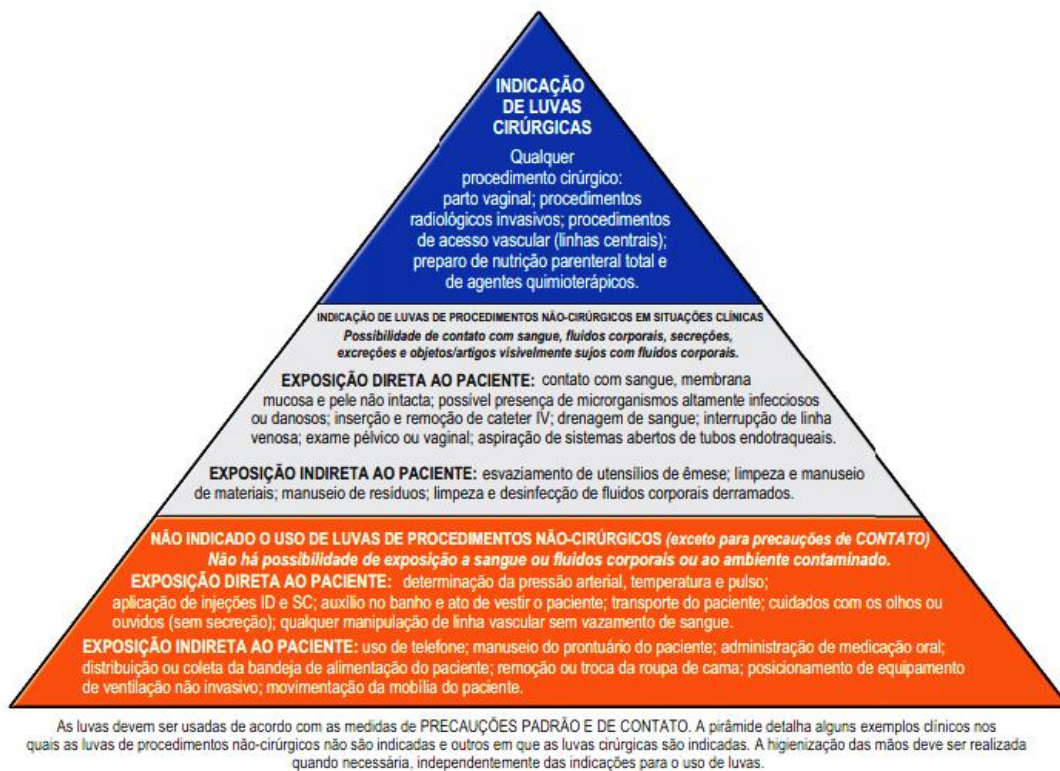 INDICAÇÃO
DE LUVAS
CIRÚRGICAS
Qualquer
procedimento cirúrgico:
parto vaginal; procedimentos
radiológicos invasivos; procedimentos
de acesso vascular (linhas centrais);
preparo de nutrição parenteral total e
de agentes quimioterápicos.
INDICAÇÃO DE LUVAS DE PROCEDIMENTOS NÃO-CIRÚRGICOS EM SITUAÇÕES CLÍNICAS
Possibilidade de contato com sangue, fluidos corporais, secreções,
excreções e objetos/artigos visivelmente sujos com fluidos corporais.
EXPOSIÇÃO DIRETA AO PACIENTE: contato com sangue, membrana
mucosa e pele não intacta; possível presença de microrganismos altamente infecciosos
ou danosos; inserção e remoção de cateter IV; drenagem de sangue; interrupção de linha
venosa; exame pélvico ou vaginal; aspiração de sistemas abertos de tubos endotraqueais.
EXPOSIÇÃO INDIRETA AO PACIENTE: esvaziamento de utensílios de êmese; limpeza e manuseio
de materiais; manuseio de resíduos; limpeza e desinfecção de fluidos corporais derramados.
NÃO INDICADO O USO DE LUVAS DE PROCEDIMENTOS NÃO-CIRÚRGICOS (exceto para precauções de CONTATO)
Não há possibilidade de exposição a sangue ou fluidos corporais ou ao ambiente contaminado.
EXPOSIÇÃO DIRETA AO PACIENTE: determinação da pressão arterial, temperatura e pulso;
aplicação de injeções ID e SC; auxílio no banho e ato de vestir o paciente; transporte do paciente; cuidados com os olhos ou
ouvidos (sem secreção); qualquer manipulação de linha vascular sem vazamento de sangue.
EXPOSIÇÃO INDIRETA AO PACIENTE: uso de telefone; manuseio do prontuário do paciente; administração de medicação oral;
distribuição ou coleta da bandeja de alimentação do paciente; remoção ou troca da roupa de cama; posicionamento de equipamento
de ventilação não invasivo; movimentação da mobília do paciente.
As luvas devem ser usadas de acordo com as medidas de PRECAUÇÕES PADRÃO E DE CONTATO. A pirâmide detalha alguns exemplos clínicos nos
quais as luvas de procedimentos não-cirúrgicos não são indicadas e outros em que as luvas cirúrgicas são indicadas. A higienização das mãos deve ser realizada
quando necessária, independentemente das indicações para o uso de luvas.